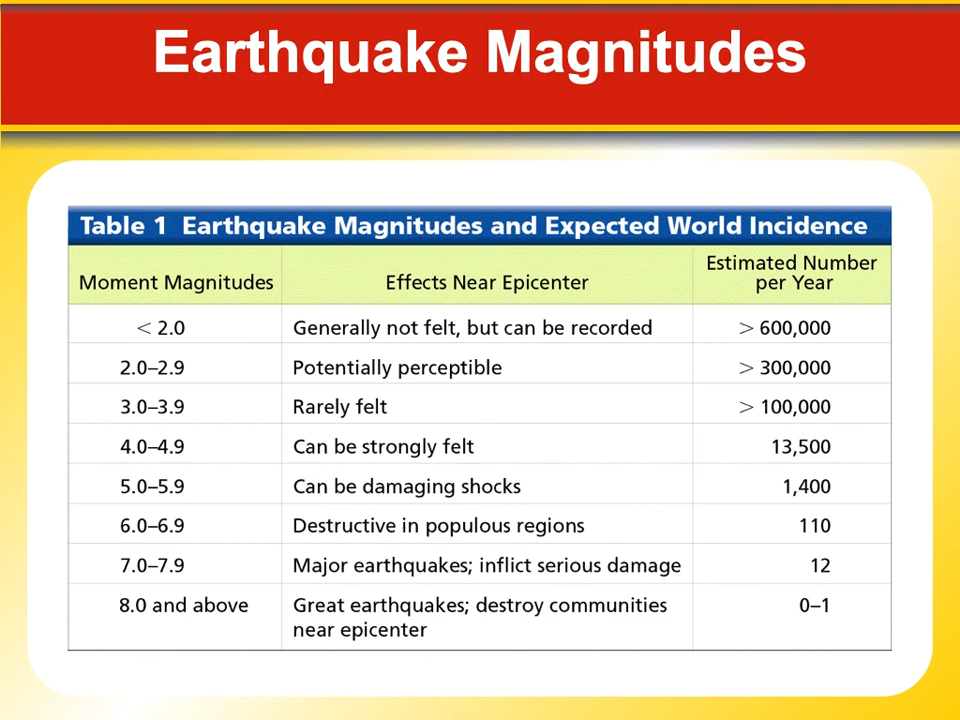 Earthquake Magnitudes
Table 1 Earthquake Magnitudes and Expected World Incidence
Moment Magnitudes Effects Near Epicenter Estimated Number per Year
< 2.0 Generally not felt, but can be recorded > 600,000
2.0–2.9 Potentially perceptible > 300,000
3.0–3.9 Rarely felt > 100,000
4.0–4.9 Can be strongly felt 13,500
5.0–5.9 Can be damaging shocks 1,400
6.0–6.9 Destructive in populous regions 110
7.0–7.9 Major earthquakes; inflict serious damage 12
8.0 and above Great earthquakes; destroy communities 0–1
near epicenter